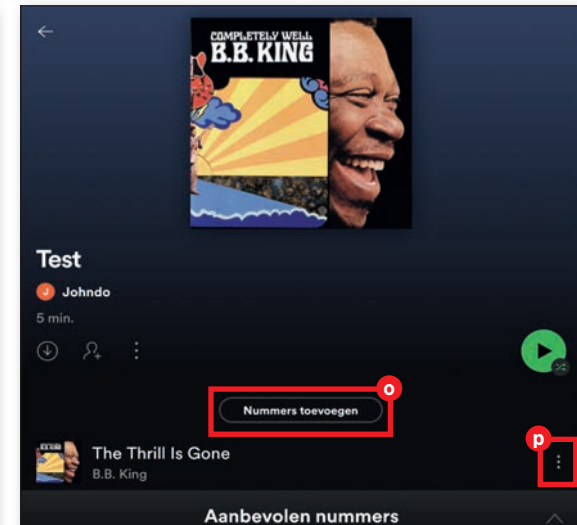 COMPLETELY WELL
B.B. KING
Test
J Johndo
5 min.
o
Nummers toevoegen
The Thrill Is Gone
B.B. King
p
Aanbevolen nummers